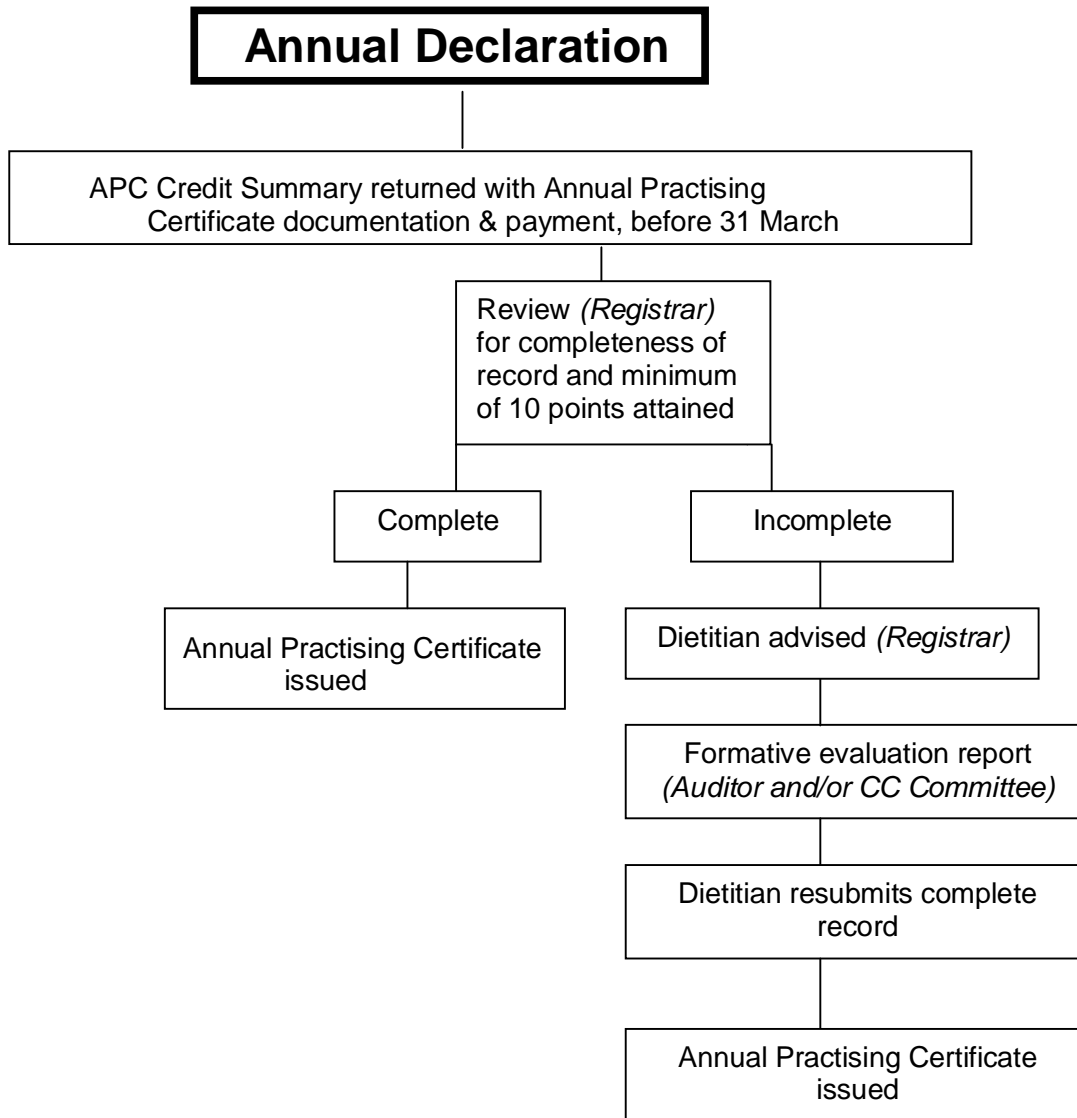 Annual Declaration
APC Credit Summary returned with Annual Practising
Certificate documentation & payment, before 31 March
Review (Registrar)
for completeness of
record and minimum
of 10 points attained
Complete
Incomplete
Annual Practising Certificate
issued
Dietitian advised (Registrar)
Formative evaluation report
(Auditor and/or CC Committee)
Dietitian resubmits complete
record
Annual Practising Certificate
issued